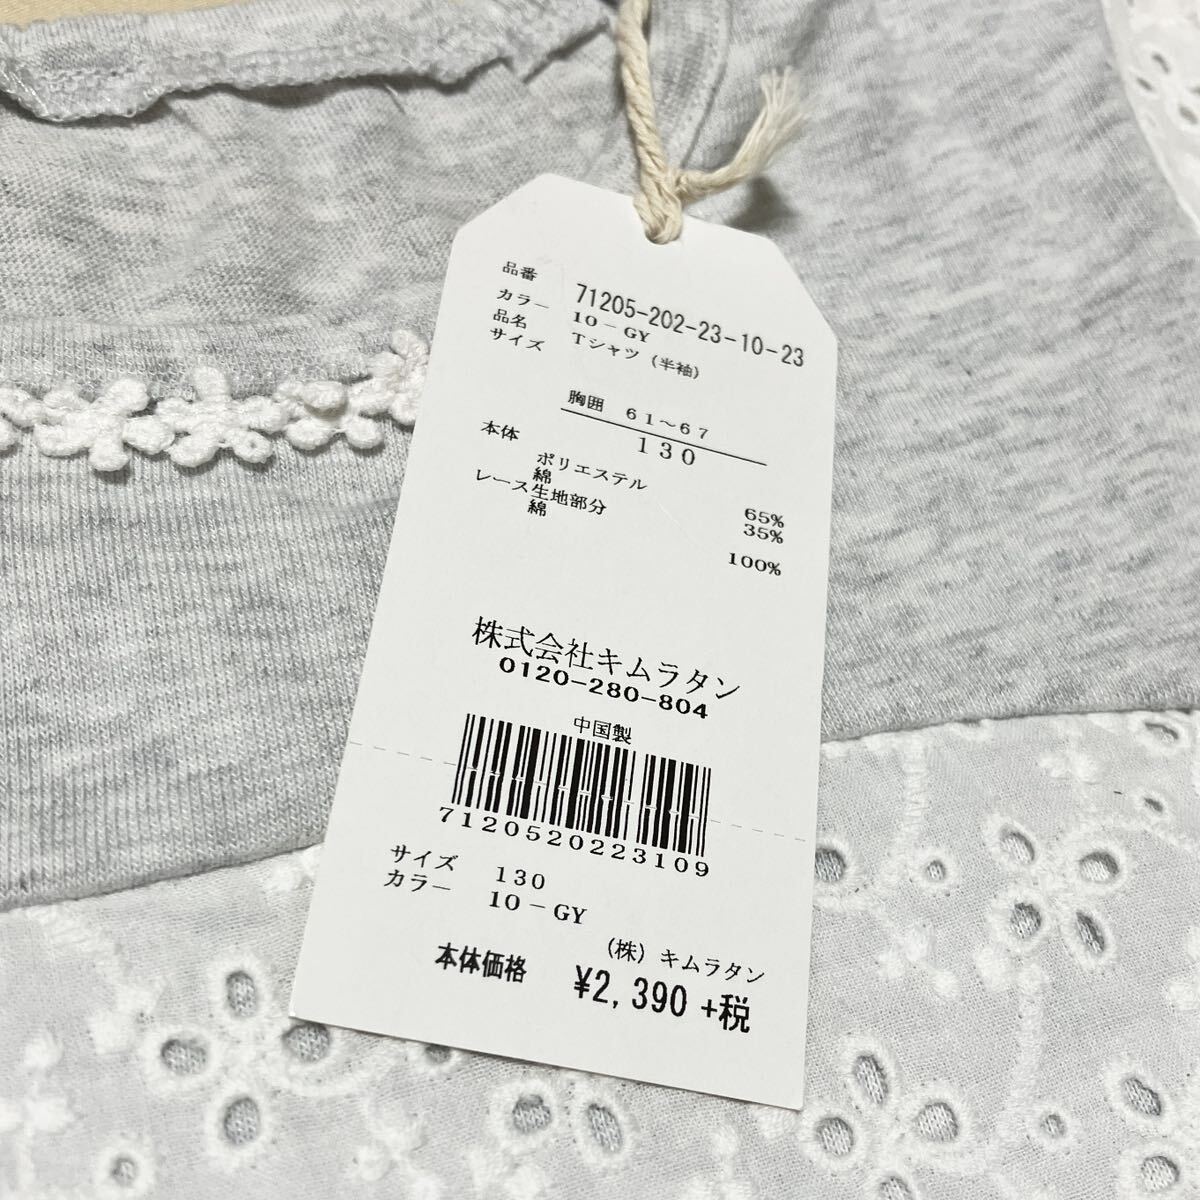 品番 71205-202-23-10-23
カラー 10－GY
品名 Tシャツ（半袖）
サイズ
胸囲 61～67
130
本体
ポリエステル 65%
綿 35%
レース生地部分
綿 100%
株式会社キムラタン
0120-280-804
中国製
7120520223109
サイズ 130
カラー 10－GY
（株）キムラタン
本体価格 ¥2,390 +税